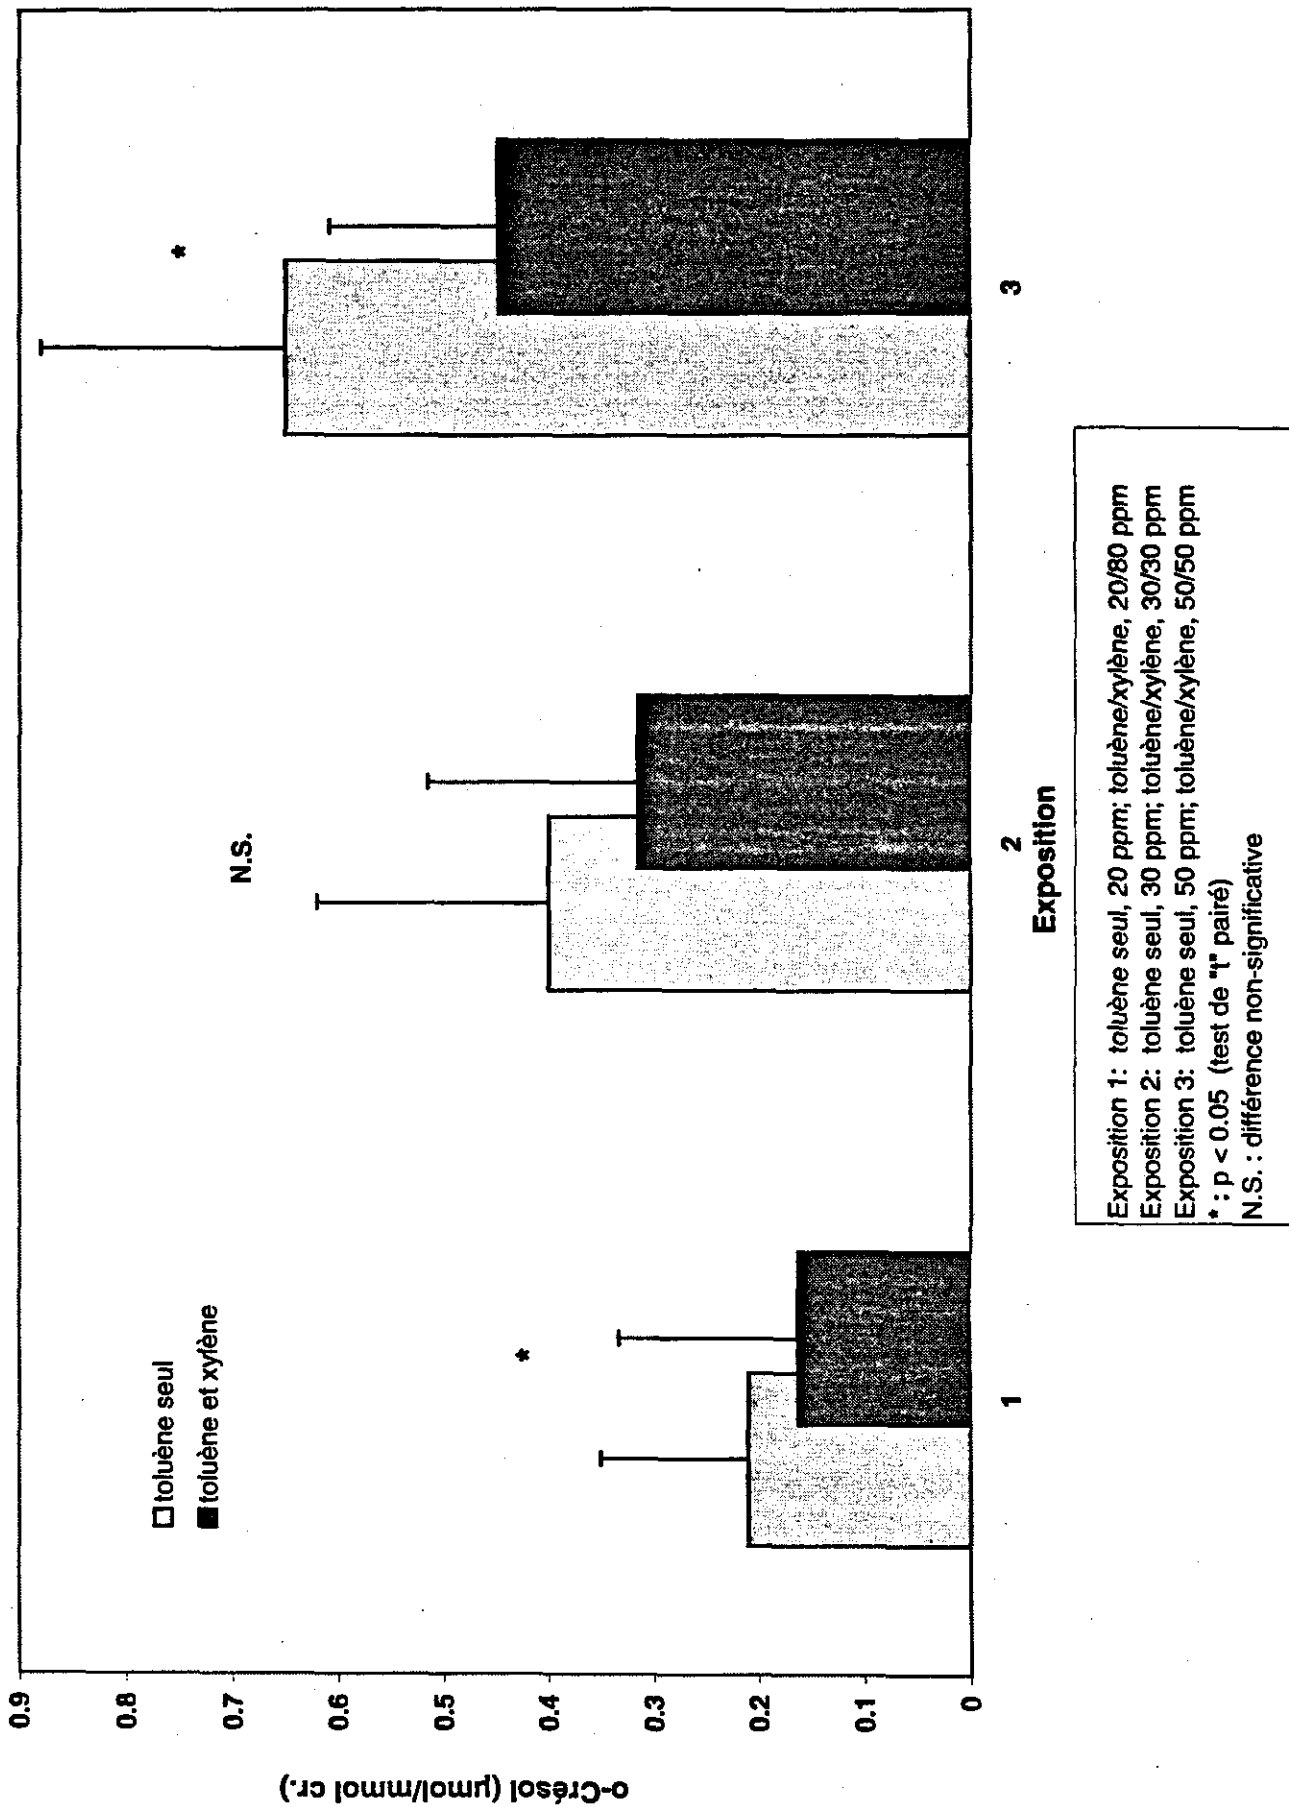 o-Crésol (µmol/mmol cr.)
0.9
0.8
0.7
0.6
0.5
0.4
0.3
0.2
0.1
0
toluène seul
toluène et xylène
*
N.S.
*
1
2
3
Exposition
Exposition 1: toluène seul, 20 ppm; toluène/xylène, 20/80 ppm
Exposition 2: toluène seul, 30 ppm; toluène/xylène, 30/30 ppm
Exposition 3: toluène seul, 50 ppm; toluène/xylène, 50/50 ppm
* : p < 0.05 (test de "t" pairé)
N.S. : différence non-significative